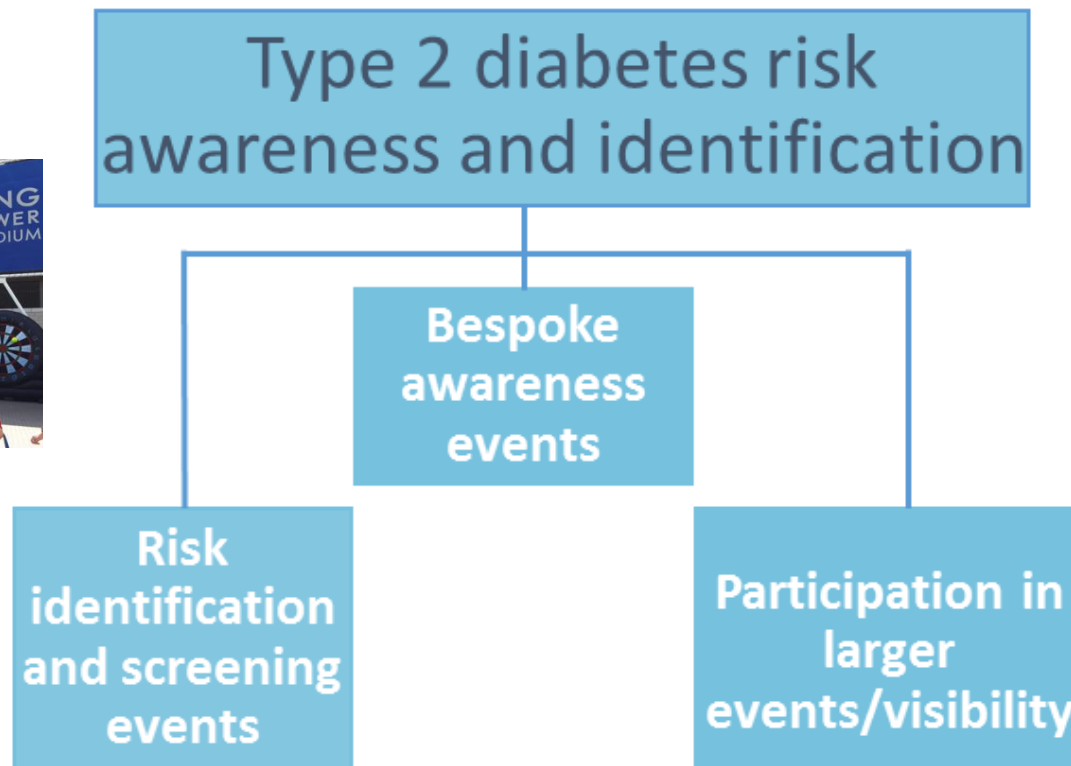 Type 2 diabetes risk
awareness and identification
Bespoke
awareness
events
Risk
identification
and screening
events
Participation in
larger
events/visibility